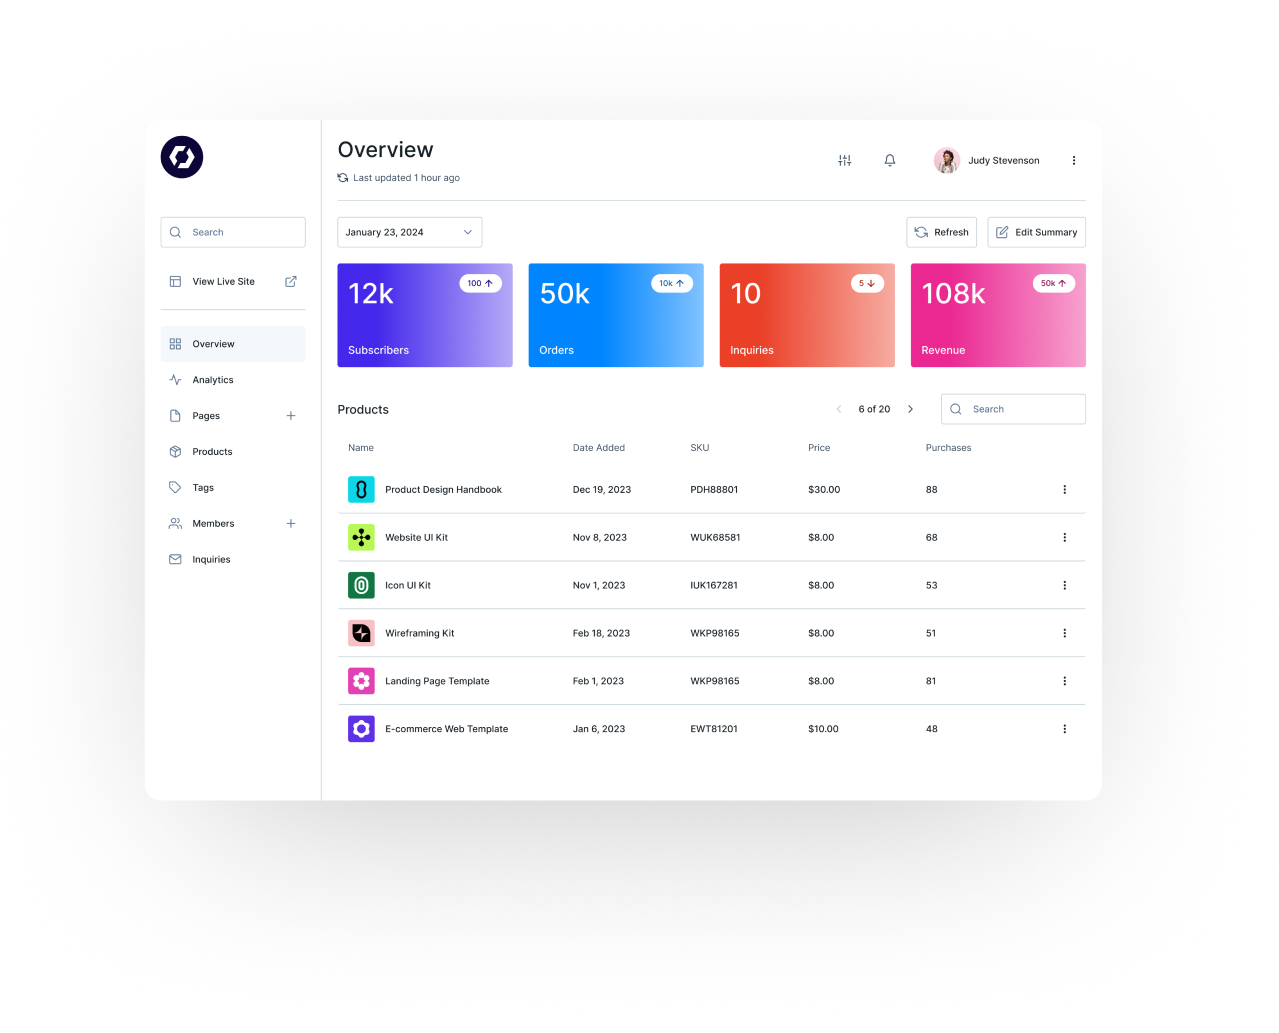 Overview
Last updated 1 hour ago
Judy Stevenson
Search
View Live Site
Overview
Analytics
Pages
Products
Tags
Members
Inquiries
January 23, 2024
Refresh
Edit Summary
12k
100
Subscribers
50k
10k
Orders
10
5
Inquiries
108k
50k
Revenue
Products
6 of 20
Search
Name Date Added SKU Price Purchases
Product Design Handbook Dec 19, 2023 PDH88801 $30.00 88
Website UI Kit Nov 8, 2023 WUK68581 $8.00 68
Icon UI Kit Nov 1, 2023 IUK167281 $8.00 53
Wireframing Kit Feb 18, 2023 WKP98165 $8.00 51
Landing Page Template Feb 1, 2023 WKP98165 $8.00 81
E-commerce Web Template Jan 6, 2023 EWT81201 $10.00 48